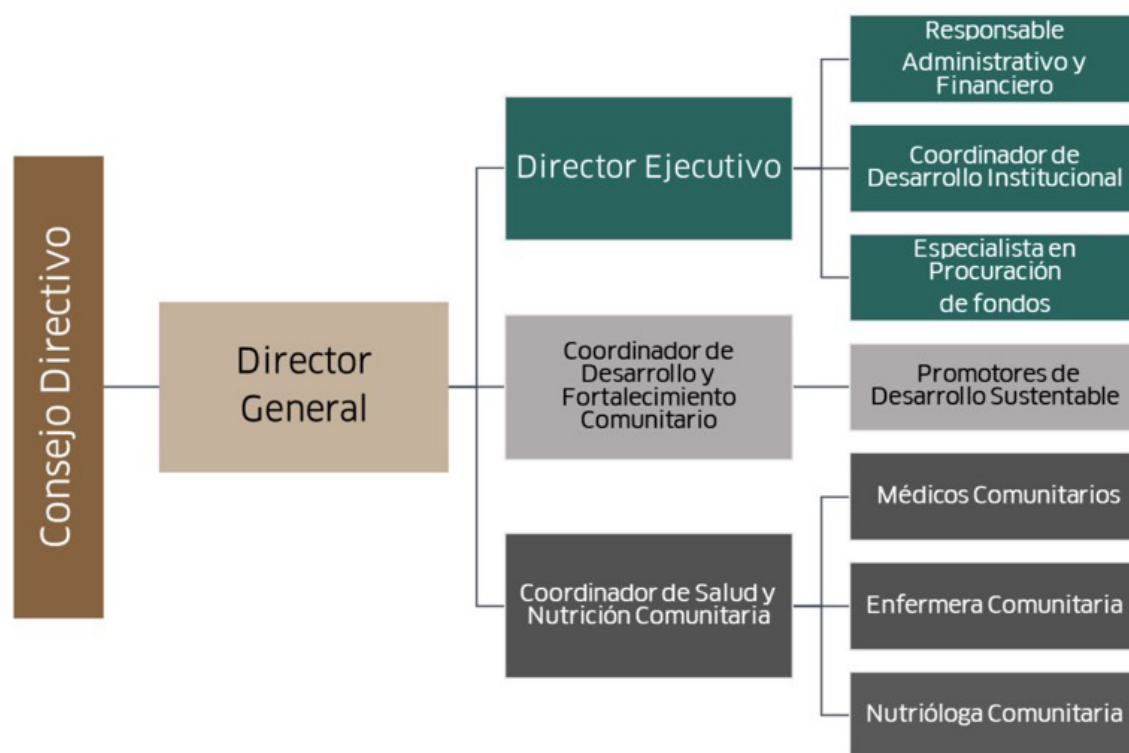 Consejo Directivo
Director
General
Director Ejecutivo
Responsable
Administrativo y
Financiero
Coordinador de
Desarrollo Institucional
Especialista en
Procuración
de fondos
Coordinador de
Desarrollo y
Fortalecimiento
Comunitario
Promotores de
Desarrollo Sustentable
Coordinador de Salud y
Nutrición Comunitaria
Médicos Comunitarios
Enfermera Comunitaria
Nutrióloga Comunitaria